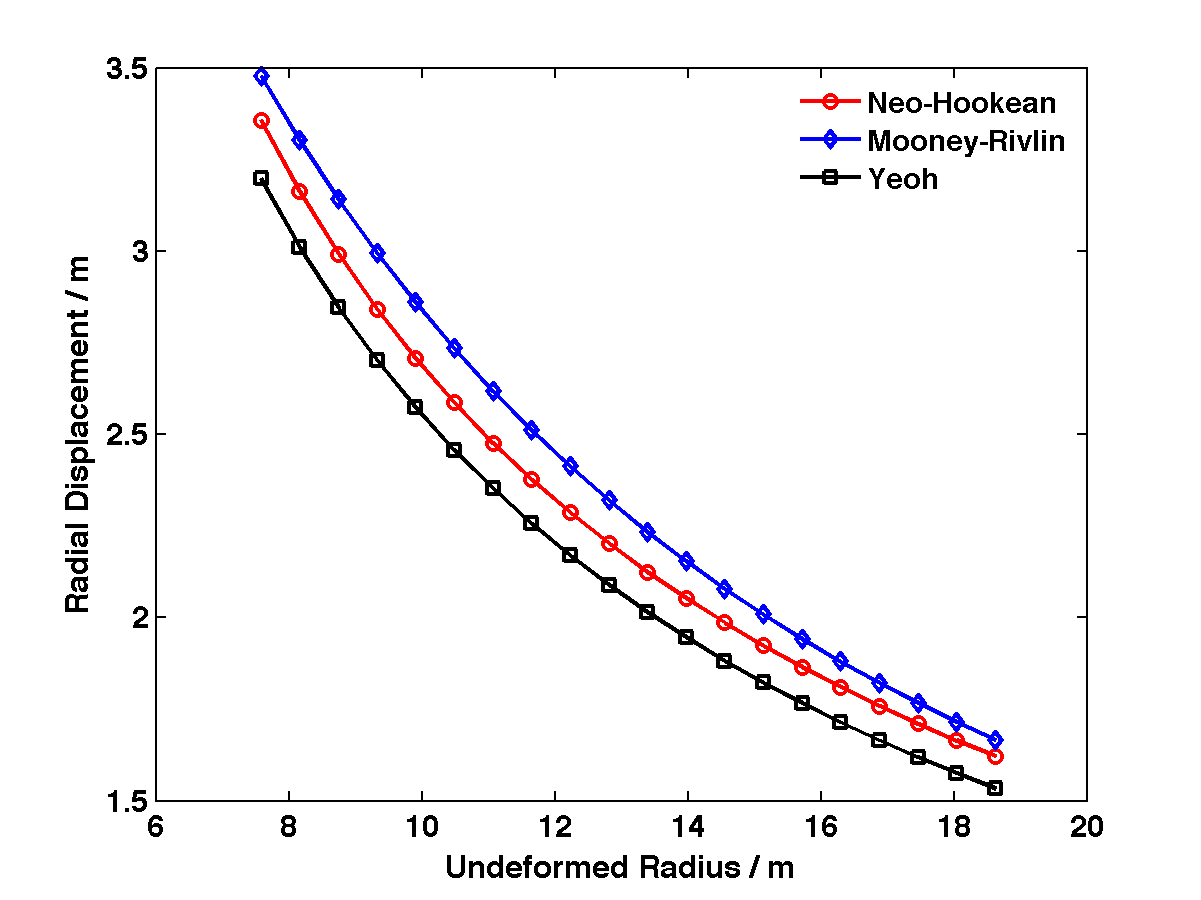 3.5
3
2.5
2
1.5
Radial Displacement / m
Neo-Hookean
Mooney-Rivlin
Yeoh
6 8 10 12 14 16 18 20
Undeformed Radius / m